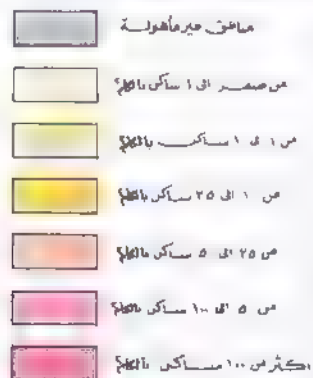 مناطق غير مأهولة
من صفر الى ١ ساكن بالكلم²
من ١ الى ١٠ ساكن بالكلم²
من ١٠ الى ٢٥ ساكن بالكلم²
من ٢٥ الى ٥٠ ساكن بالكلم²
من ٥٠ الى ١٠٠ ساكن بالكلم²
اكثر من ١٠٠ ساكن بالكلم²